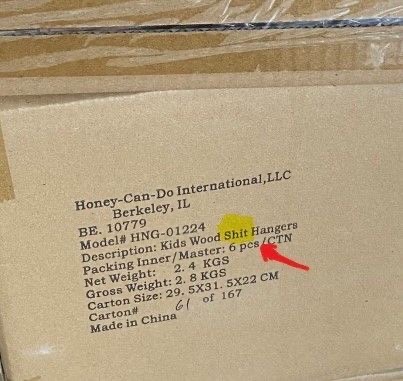 Honey-Can-Do International,LLC
Berkeley, IL
BE. 10779
Model# HNG-01224
Description: Kids Wood Shit Hangers
Packing Inner/Master: 6 pcs/CTN
Net Weight: 2. 4 KGS
Gross Weight: 2. 8 KGS
Carton Size: 29. 5X31. 5X22 CM
Carton# 61 of 167
Made in China